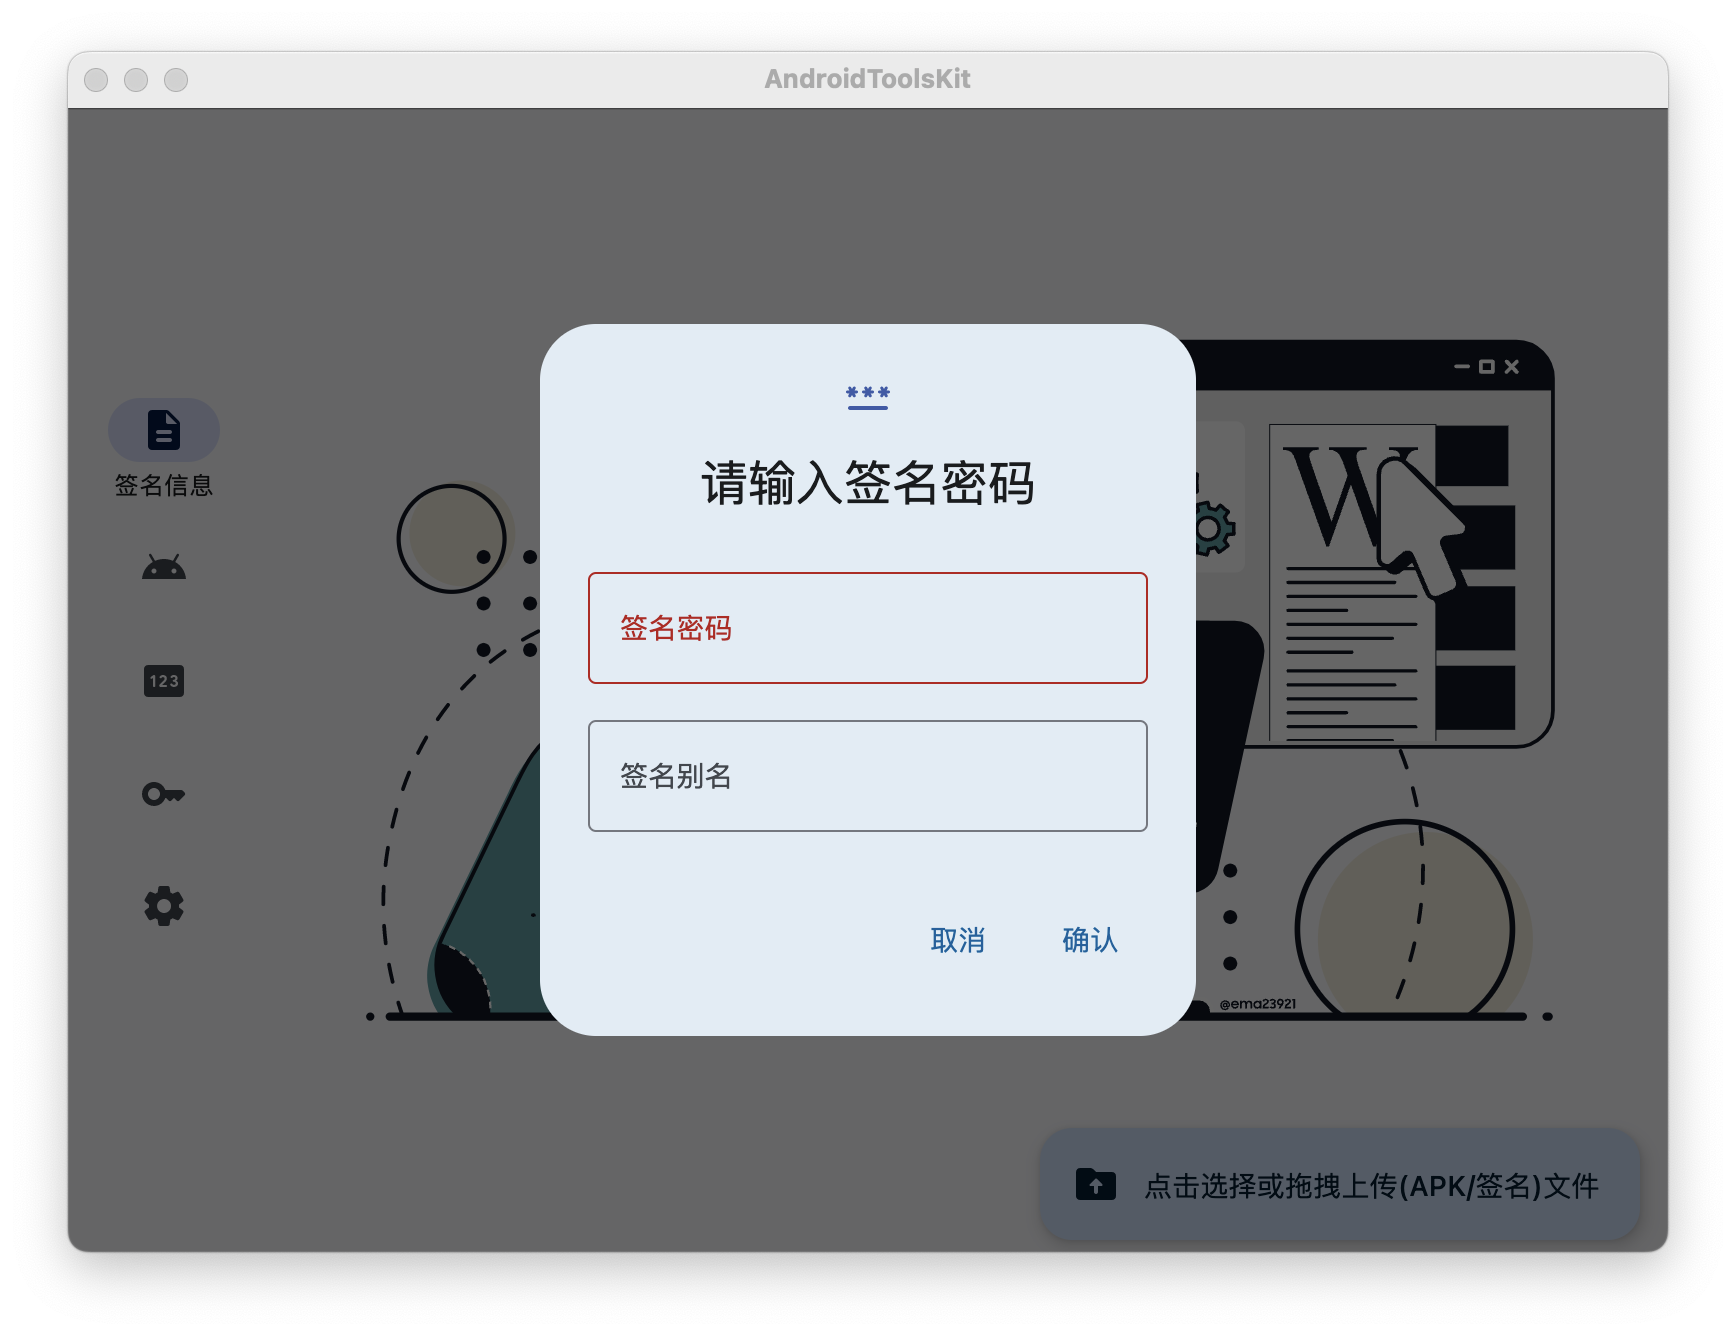 AndroidToolsKit
***
请输入签名密码
签名密码
签名别名
取消
确认
签名信息
123
W
@ema23921
点击选择或拖拽上传(APK/签名)文件